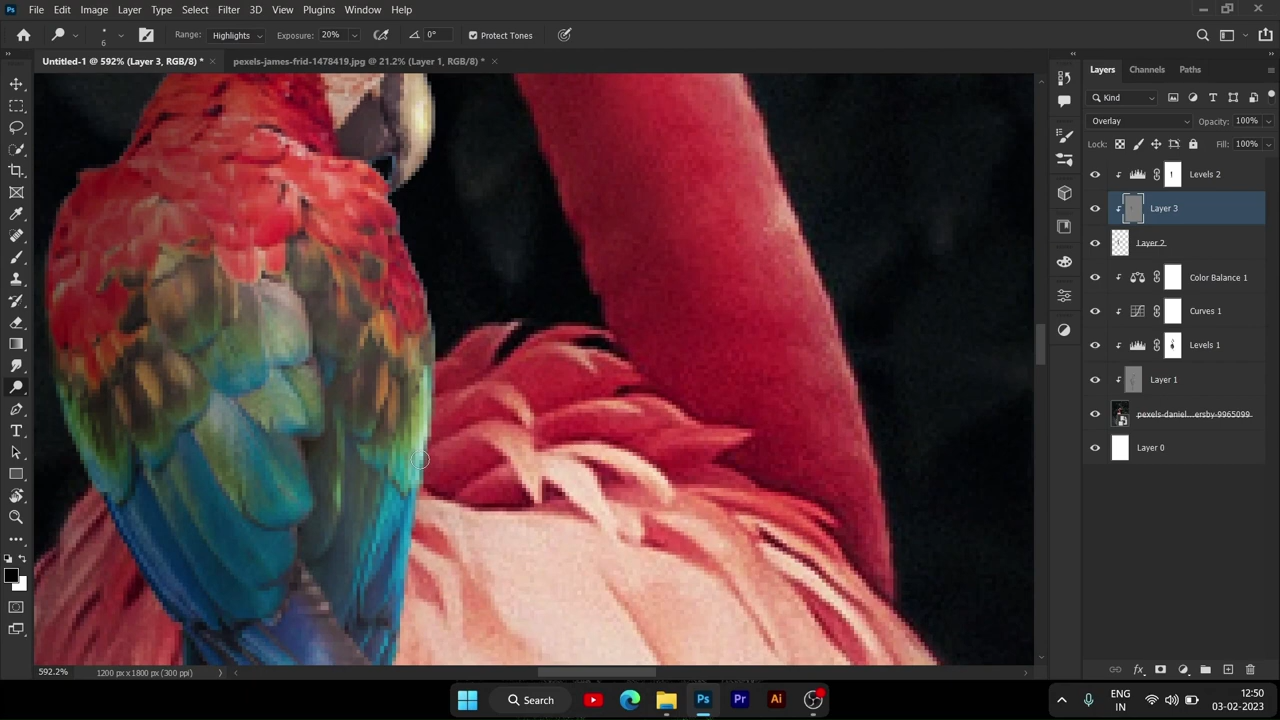 Ps File Edit Image Layer Type Select Filter 3D View Plugins Window Help
6 Range: Highlights Exposure: 20% 0° Protect Tones
Untitled-1 @ 592% (Layer 3, RGB/8) * × pexels-james-frid-1478419.jpg @ 21.2% (Layer 1, RGB/8) * ×
Layers Channels Paths
Kind
Overlay Opacity: 100%
Lock: Fill: 100%
Levels 2
Layer 3
Layer 2
Color Balance 1
Curves 1
Levels 1
Layer 1
pexels-daniel...ersby-9965099
Layer 0
592.2% 1200 px x 1800 px (300 ppi)
Search Ps Pr Ai
ENG
IN
12:50
03-02-2023